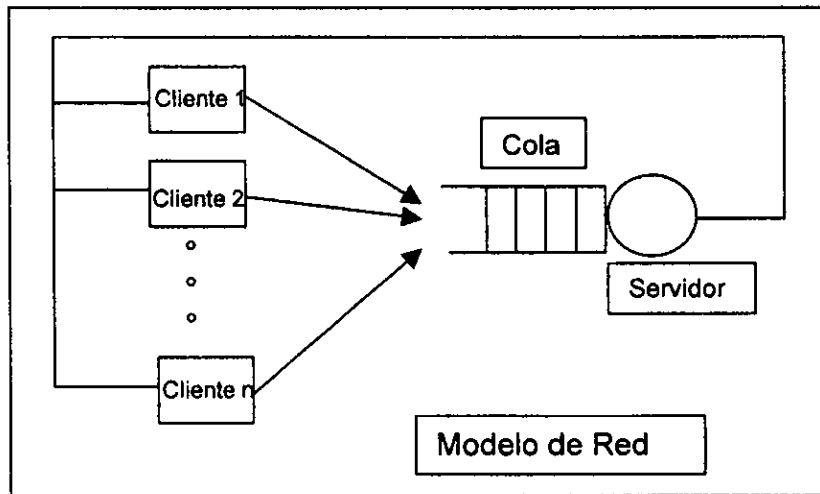 Cliente 1
Cola
Cliente 2
Servidor
Cliente n
Modelo de Red